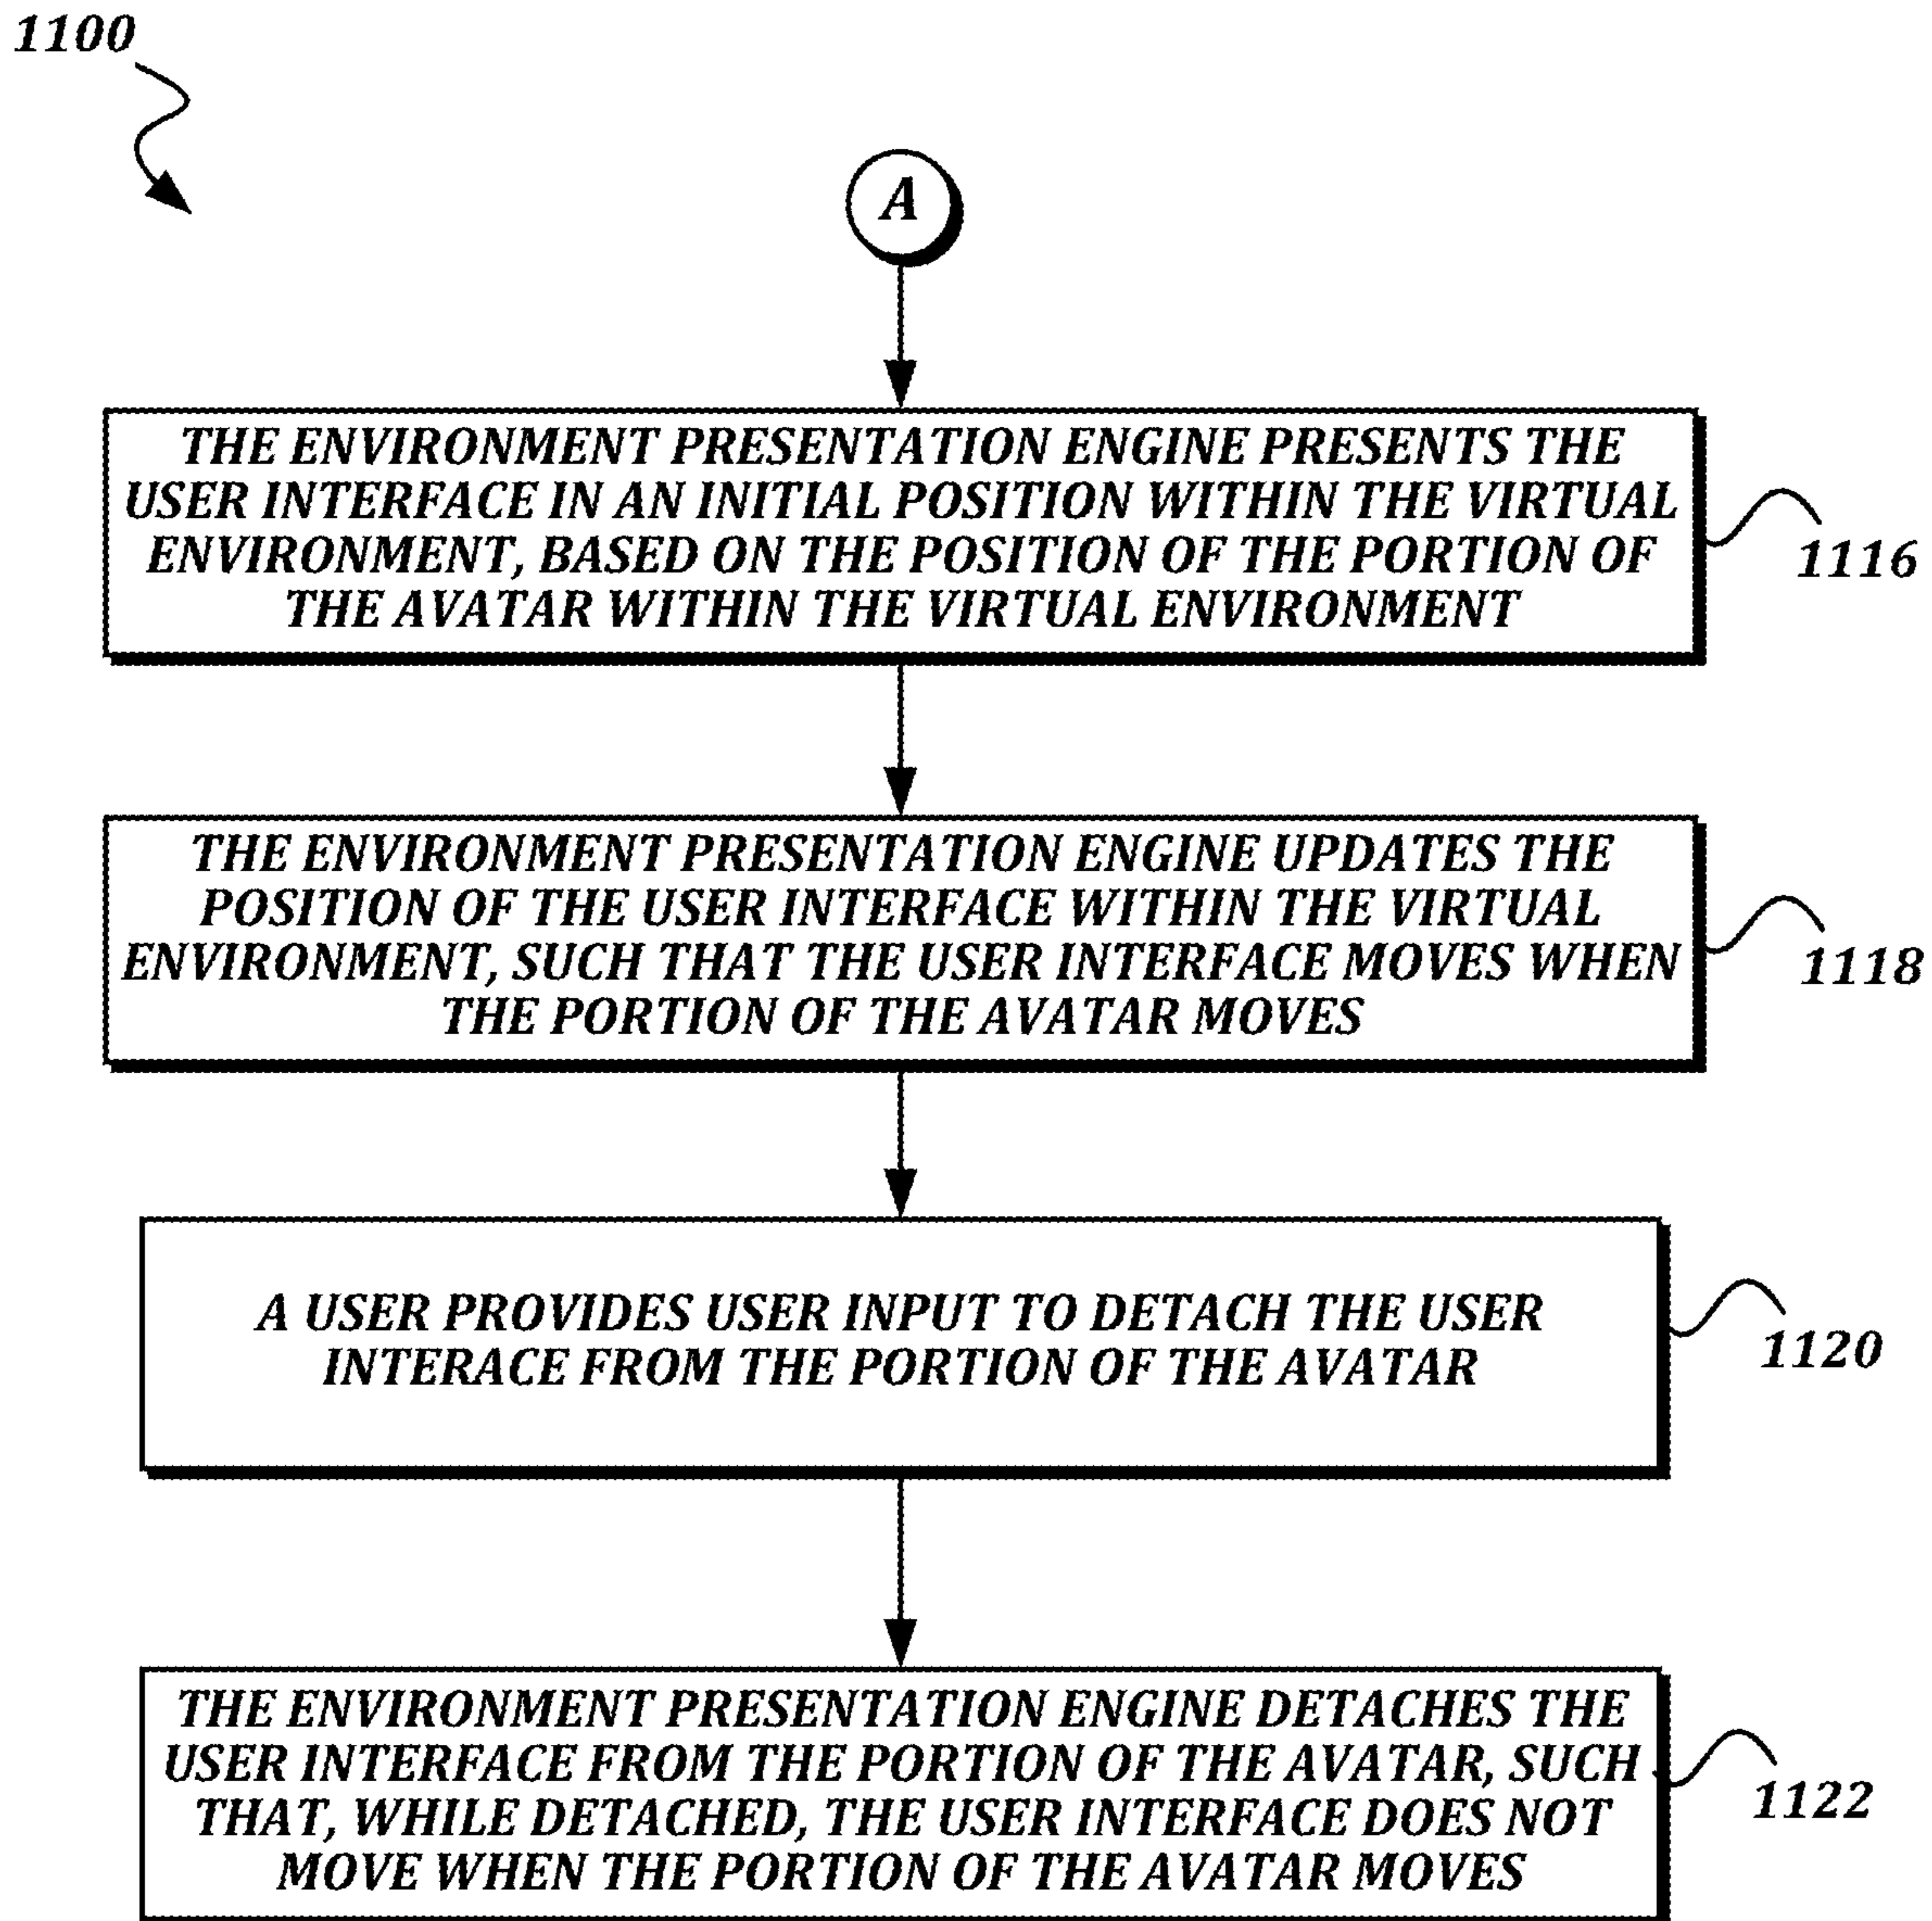 1100
A
THE ENVIRONMENT PRESENTATION ENGINE PRESENTS THE
USER INTERFACE IN AN INITIAL POSITION WITHIN THE VIRTUAL
ENVIRONMENT, BASED ON THE POSITION OF THE PORTION OF
THE AVATAR WITHIN THE VIRTUAL ENVIRONMENT
1116
THE ENVIRONMENT PRESENTATION ENGINE UPDATES THE
POSITION OF THE USER INTERFACE WITHIN THE VIRTUAL
ENVIRONMENT, SUCH THAT THE USER INTERFACE MOVES WHEN
THE PORTION OF THE AVATAR MOVES
1118
A USER PROVIDES USER INPUT TO DETACH THE USER
INTERACE FROM THE PORTION OF THE AVATAR
1120
THE ENVIRONMENT PRESENTATION ENGINE DETACHES THE
USER INTERFACE FROM THE PORTION OF THE AVATAR, SUCH
THAT, WHILE DETACHED, THE USER INTERFACE DOES NOT
MOVE WHEN THE PORTION OF THE AVATAR MOVES
1122